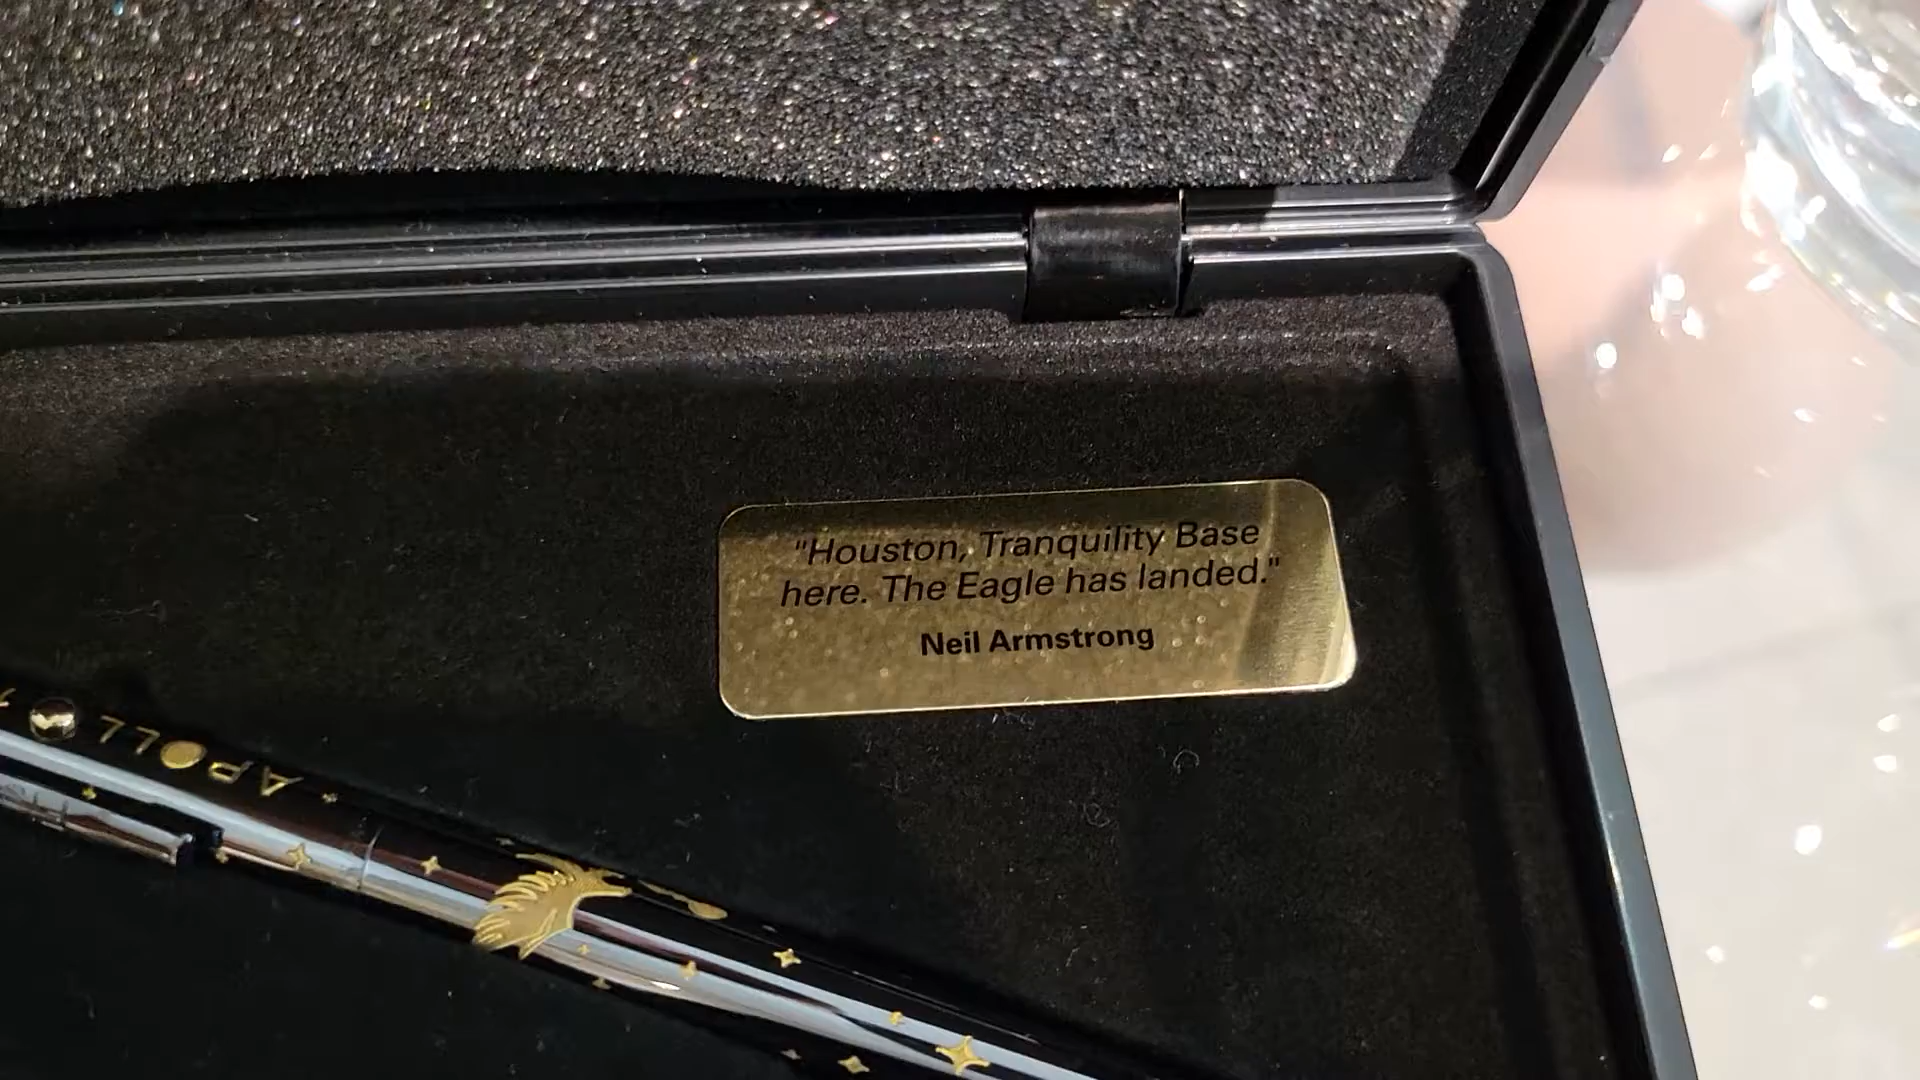 "Houston, Tranquility Base
here. The Eagle has landed."
Neil Armstrong
APOLL